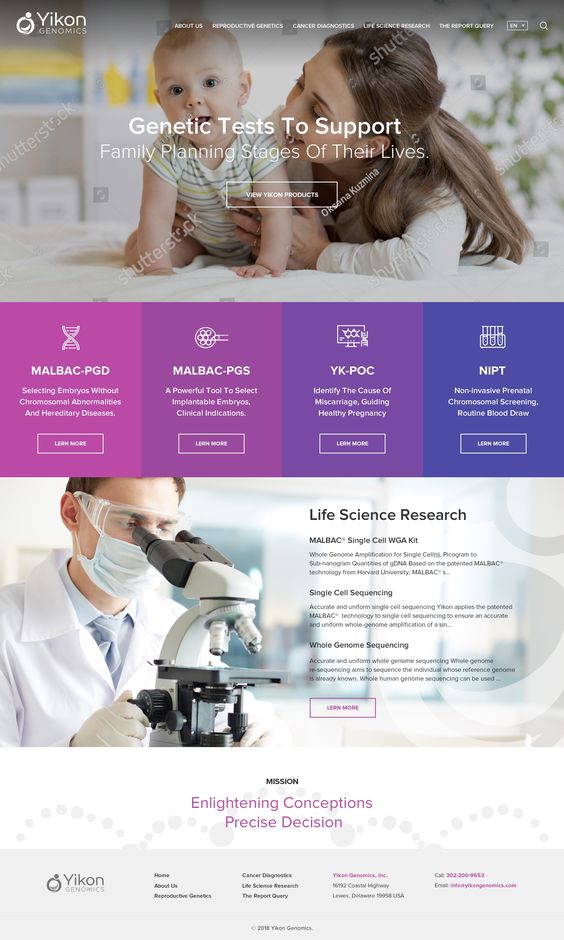 Yikon
GENOMICS
ABOUT US REPRODUCTIVE GENETICS CANCER DIAGNOSTICS LIFE SCIENCE RESEARCH THE REPORT QUERY EN
shutterstock
shutterstock
shutterstock
shutterstock
Genetic Tests To Support
Family Planning Stages Of Their Lives.
VIEW YIKON PRODUCTS
Oksana Kuzmina
shutterstock
shutterstock
MALBAC-PGD
Selecting Embryos Without
Chromosomal Abnormalities
And Hereditary Diseases.
LERN MORE
MALBAC-PGS
A Powerful Tool To Select
Implantable Embryos,
Clinical Indications.
LERN MORE
YK-POC
Identify The Cause Of
Miscarriage, Guiding
Healthy Pregnancy
LERN MORE
NIPT
Non-invasive Prenatal
Chromosomal Screening,
Routine Blood Draw
LERN MORE
Life Science Research
MALBAC® Single Cell WGA Kit
Whole Genome Amplification for Single Cell(s), Picogram to
Sub-nanogram Quantities of gDNA Based on the patented MALBAC®
technology from Harvard University, MALBAC® s...
Single Cell Sequencing
Accurate and uniform single cell sequencing Yikon applies the patented
MALBAC® technology to single cell sequencing to ensure an accurate
and uniform whole-genome amplification of a sin...
Whole Genome Sequencing
Accurate and uniform whole genome sequencing Whole genome
re-sequencing aims to sequence the individual whose reference genome
is already known. Whole human genome sequencing can be used ...
LERN MORE
MISSION
Enlightening Conceptions
Precise Decision
Yikon
GENOMICS
Home
About Us
Reproductive Genetics
Cancer Diagnostics
Life Science Research
The Report Query
Yikon Genomics, Inc.
16192 Coastal Highway
Lewes, Delaware 19958 USA
Call: 302-200-9653
Email: info@yikongenomics.com
© 2018 Yikon Genomics.